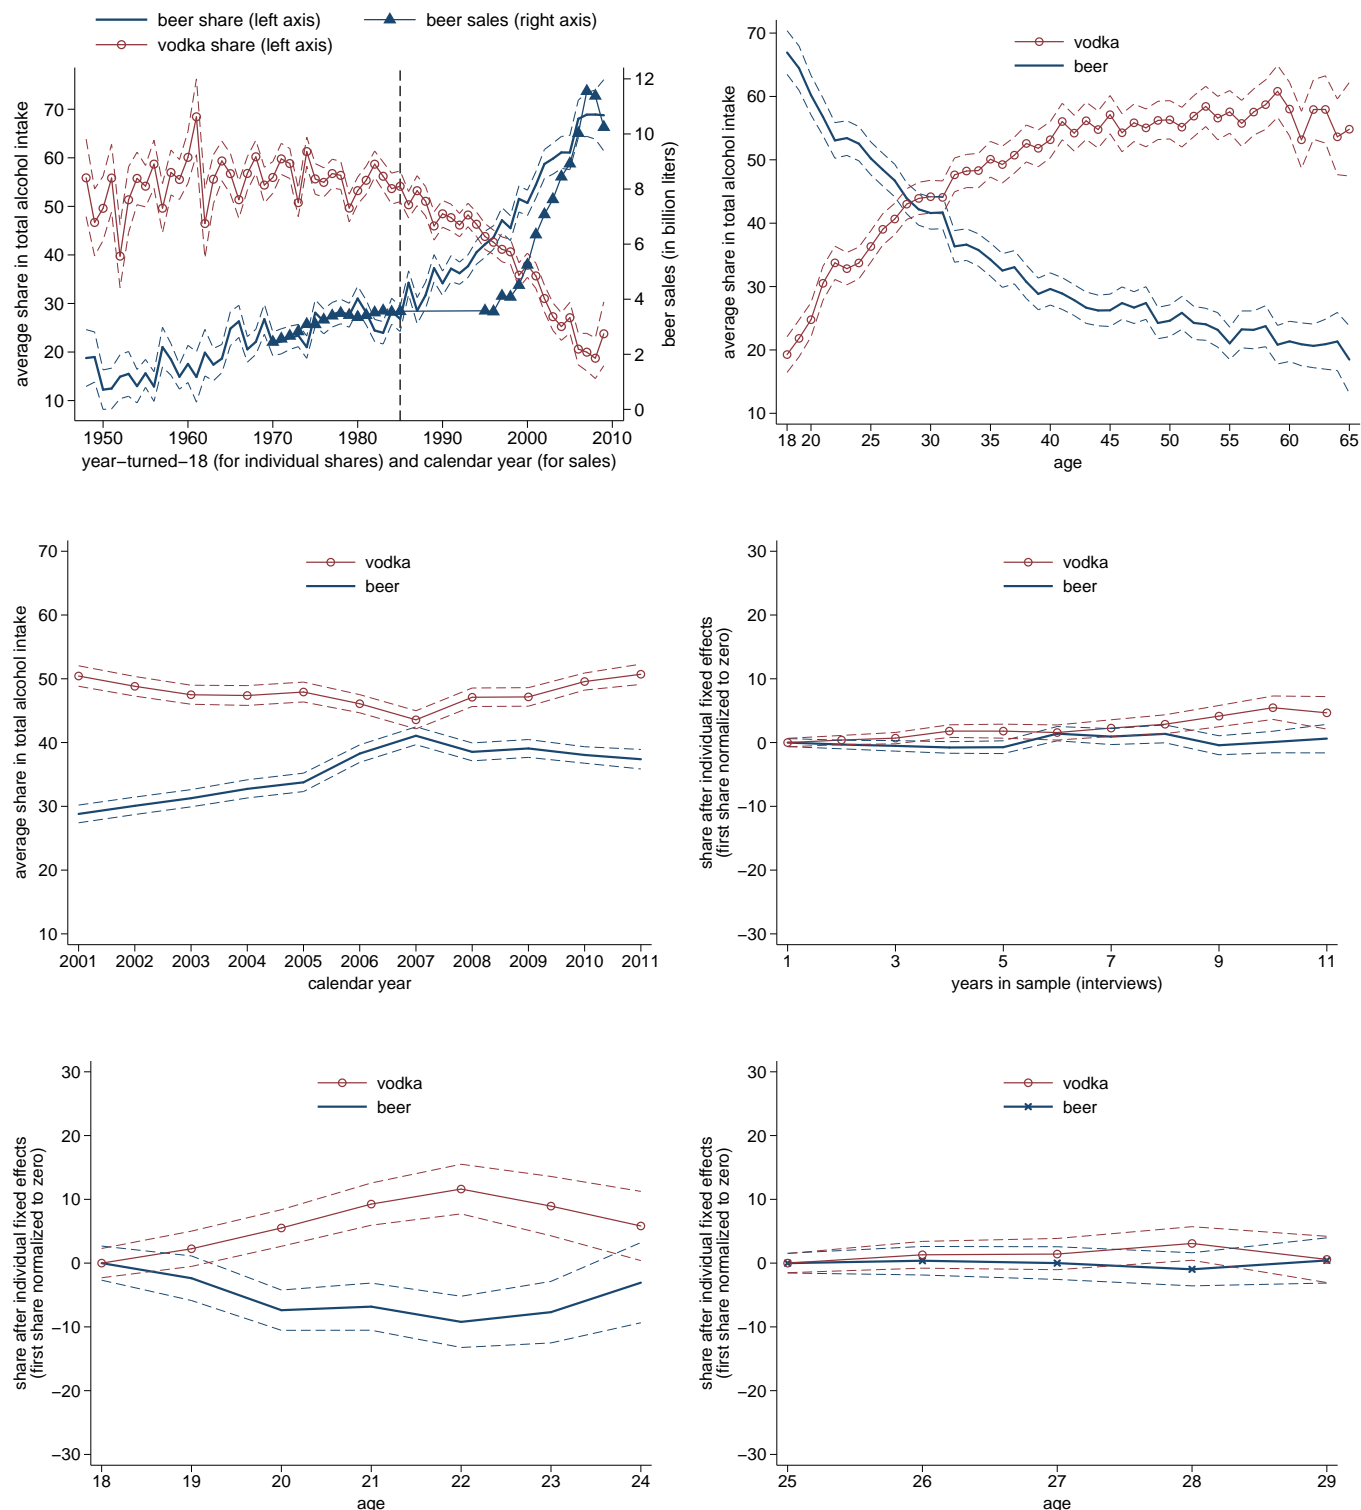 beer share (left axis)
beer sales (right axis)
vodka share (left axis)
average share in total alcohol intake
70
60
50
40
30
20
10
12
10
8
6
4
2
0
beer sales (in billion liters)
1950 1960 1970 1980 1990 2000 2010
year–turned–18 (for individual shares) and calendar year (for sales)
vodka
beer
average share in total alcohol intake
70
60
50
40
30
20
10
18 20 25 30 35 40 45 50 55 60 65
age
vodka
beer
average share in total alcohol intake
70
60
50
40
30
20
10
2001 2002 2003 2004 2005 2006 2007 2008 2009 2010 2011
calendar year
vodka
beer
share after individual fixed effects
(first share normalized to zero)
30
20
10
0
–10
–20
–30
1 3 5 7 9 11
years in sample (interviews)
vodka
beer
share after individual fixed effects
(first share normalized to zero)
30
20
10
0
–10
–20
–30
18 19 20 21 22 23 24
age
vodka
beer
share after individual fixed effects
(first share normalized to zero)
30
20
10
0
–10
–20
–30
25 26 27 28 29
age